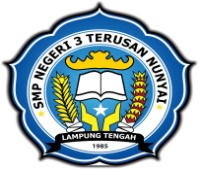 SMP NEGERI 3 TERUSAN NUNYAI
LAMPUNG TENGAH
1985